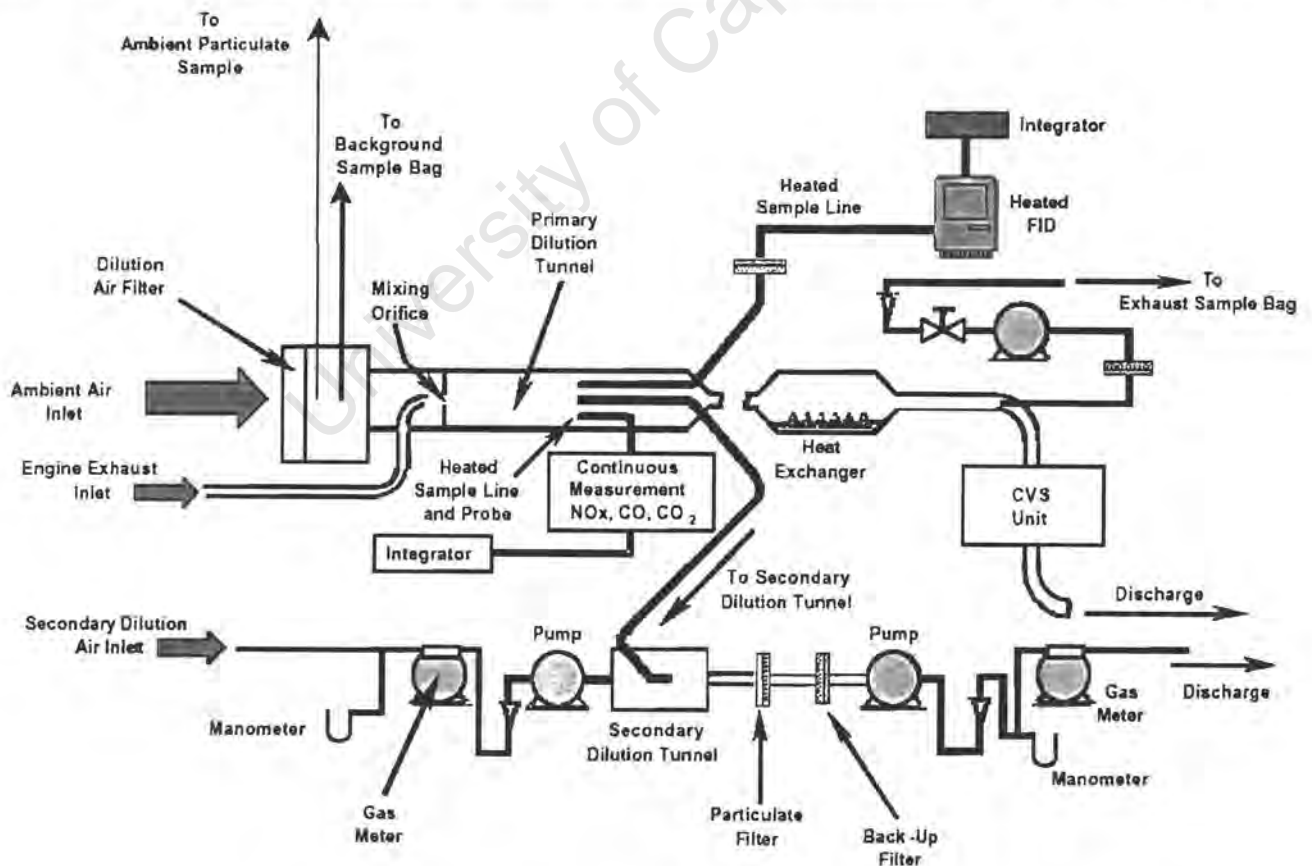 To
Ambient Particulate
Sample
To
Background
Sample Bag
Dilution
Air Filter
Mixing
Orifice
Primary
Dilution
Tunnel
Heated
Sample Line
Integrator
Heated
FID
To
Exhaust Sample Bag
Ambient Air
Inlet
Engine Exhaust
Inlet
Heated
Sample Line
and Probe
Continuous
Measurement
NOx, CO, CO2
Integrator
Heat
Exchanger
CVS
Unit
To Secondary
Dilution Tunnel
Discharge
Secondary Dilution
Air Inlet
Pump
Pump
Manometer
Secondary
Dilution Tunnel
Gas
Meter
Discharge
Manometer
Gas
Meter
Particulate
Filter
Back-Up
Filter
University of Cap